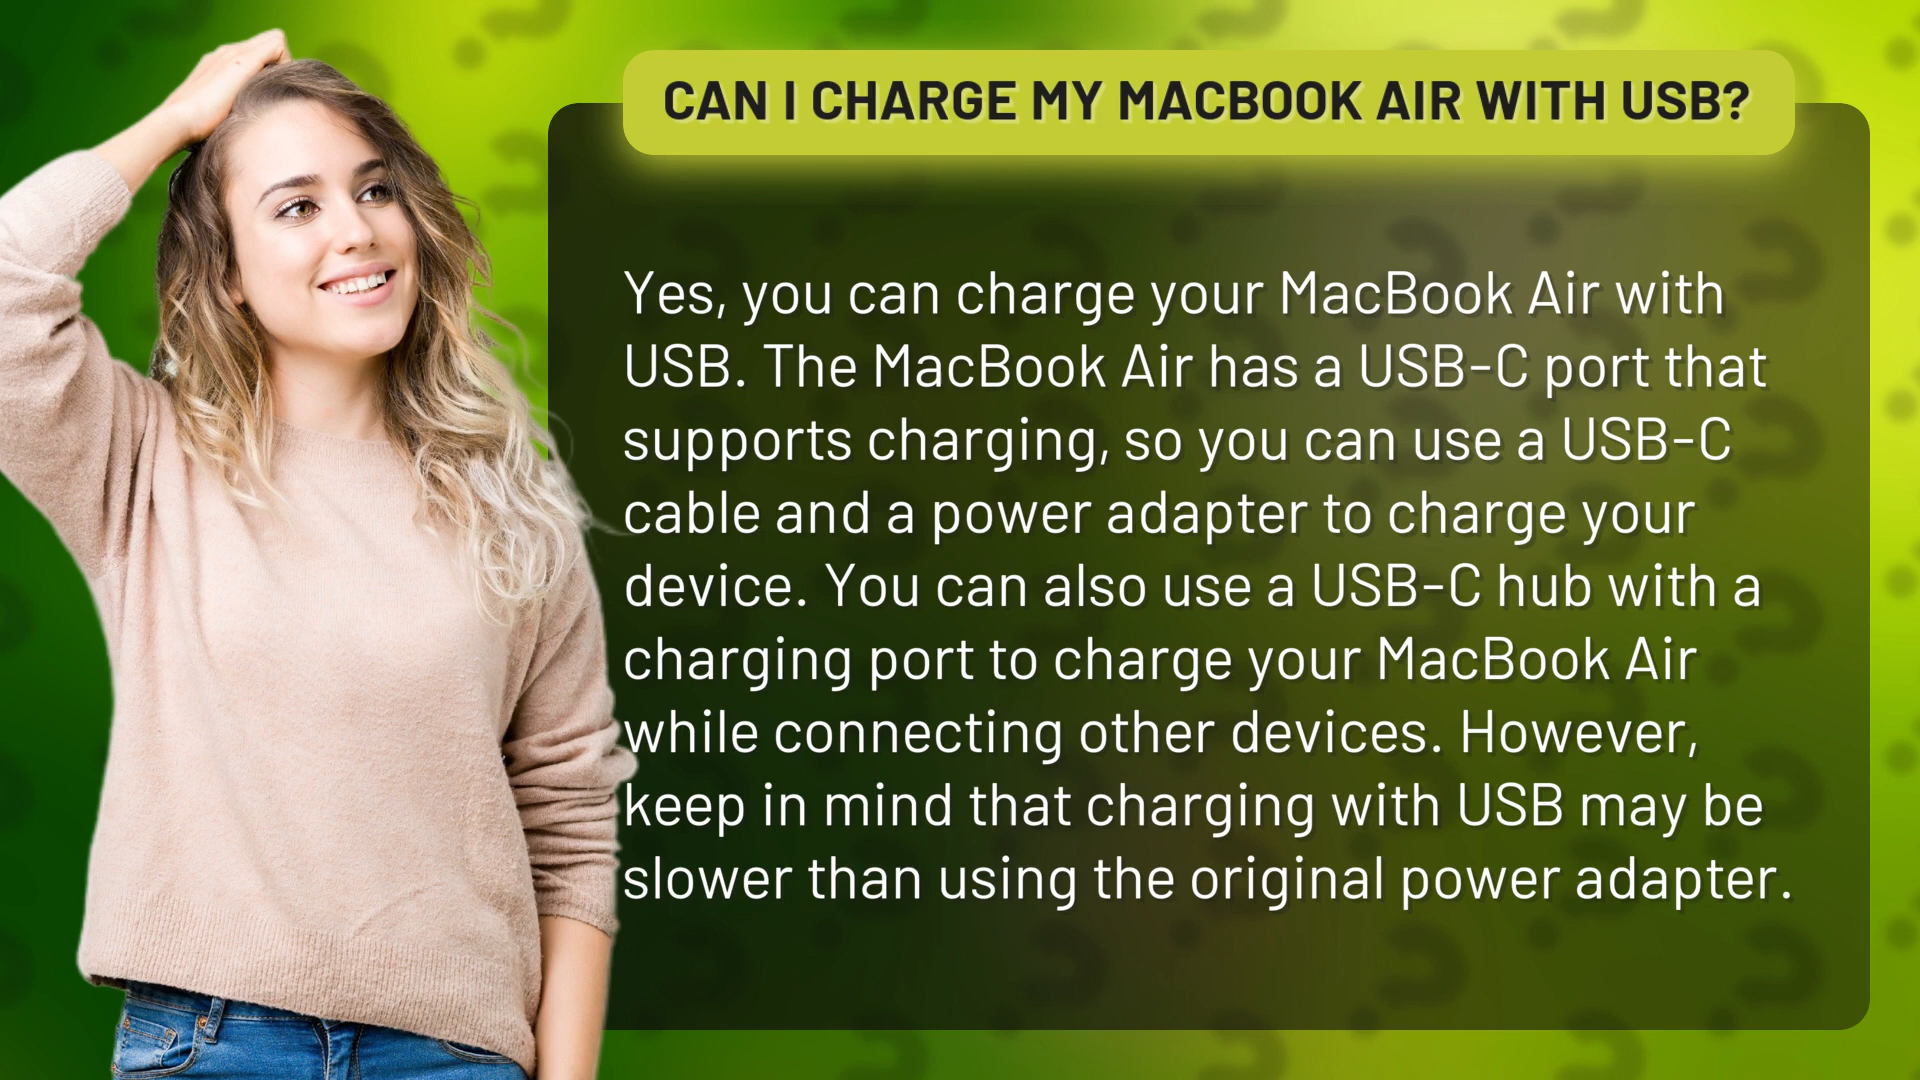 CAN I CHARGE MY MACBOOK AIR WITH USB?
Yes, you can charge your MacBook Air with
USB. The MacBook Air has a USB-C port that
supports charging, so you can use a USB-C
cable and a power adapter to charge your
device. You can also use a USB-C hub with a
charging port to charge your MacBook Air
while connecting other devices. However,
keep in mind that charging with USB may be
slower than using the original power adapter.